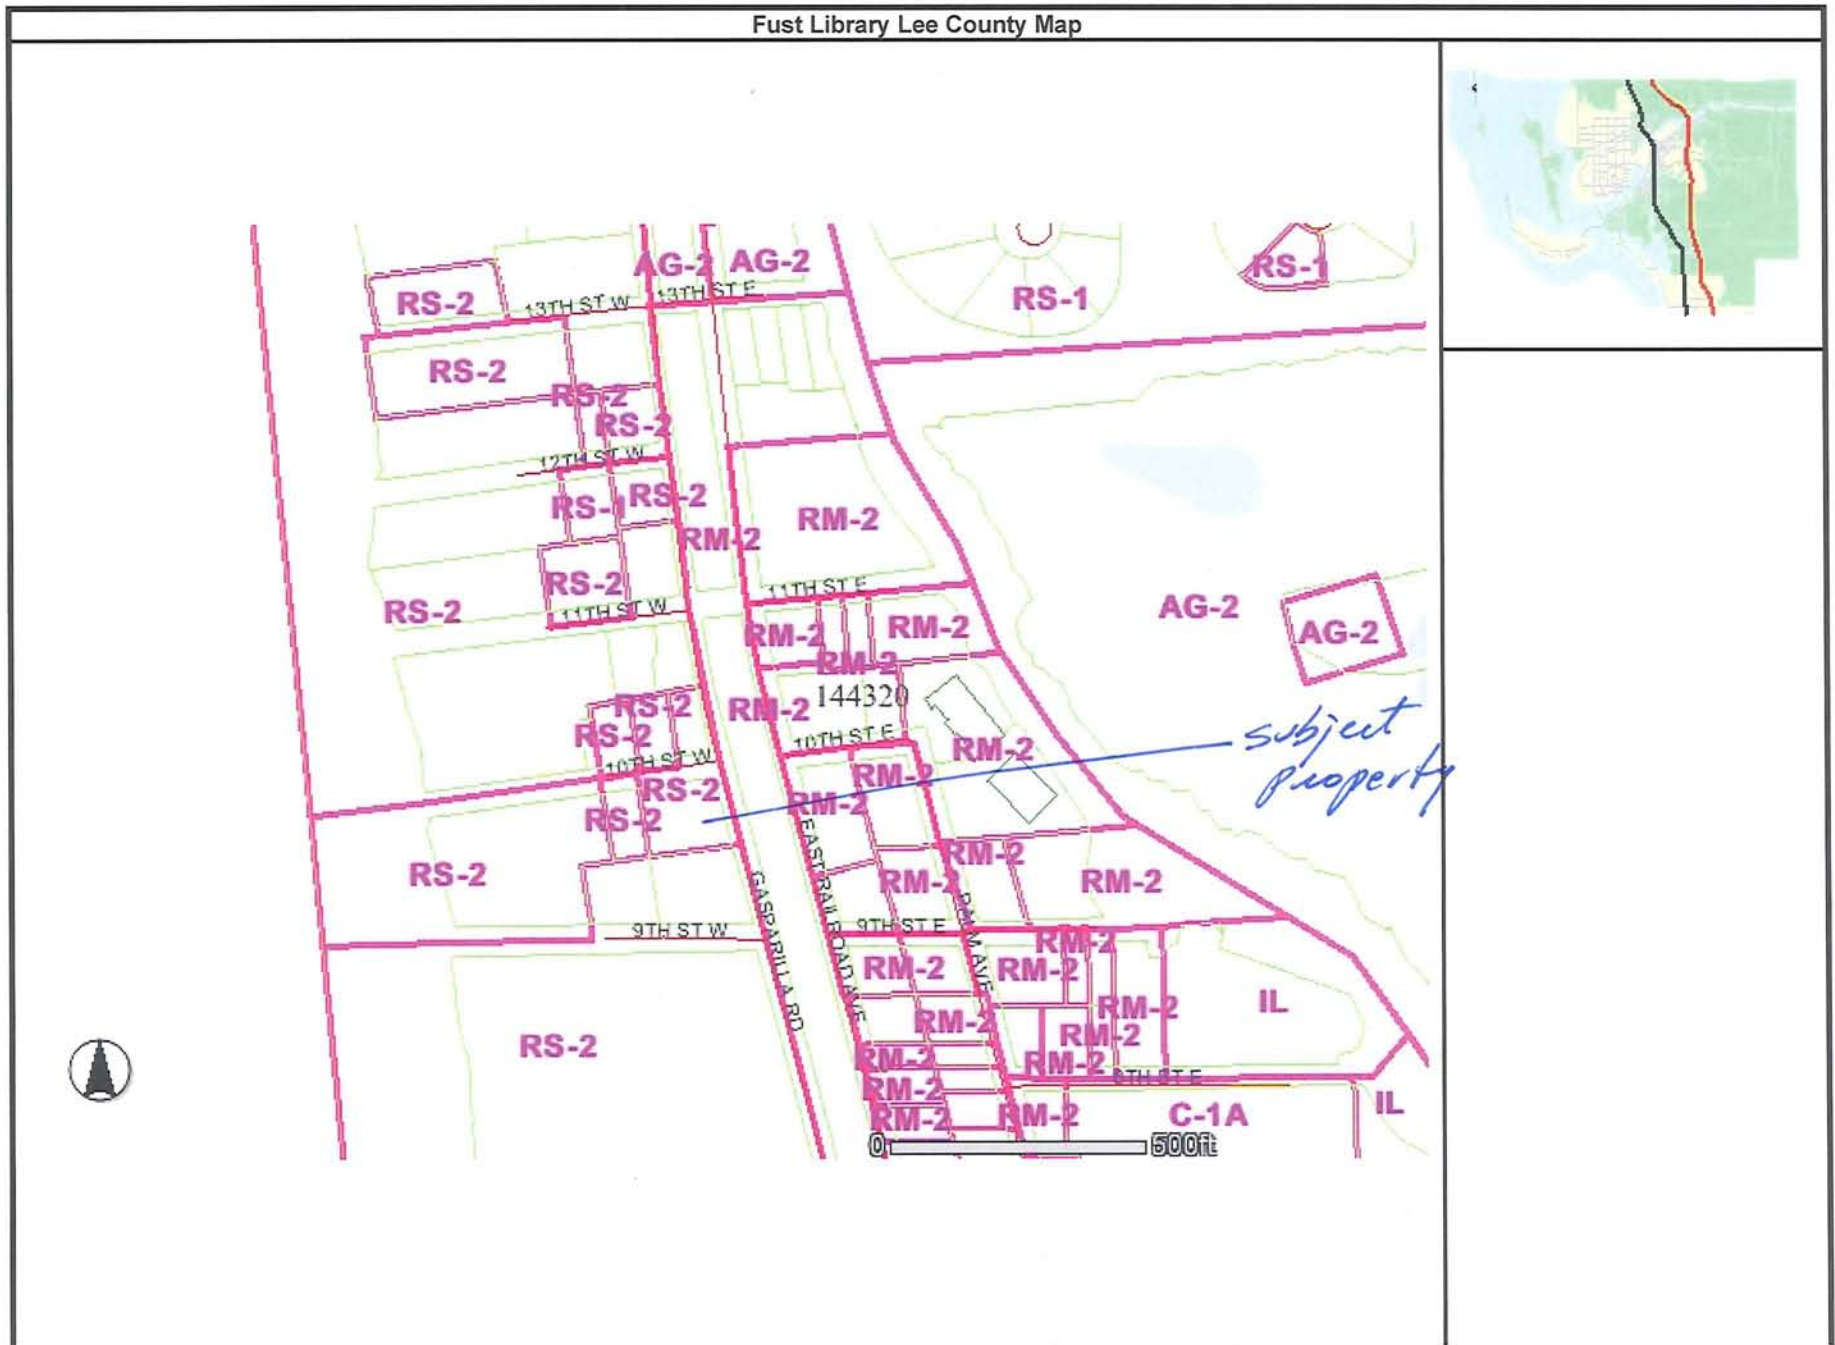 Fust Library Lee County Map
AG-2
AG-2
RS-1
RS-1
RS-2
13TH ST W
13TH ST E
RS-2
RS-2
RS-2
12TH ST W
RS-1
RS-2
RM-2
RM-2
RS-2
11TH ST W
11TH ST E
RS-2
AG-2
AG-2
RM-2
RM-2
RM-2
144320
RS-2
RM-2
RS-2
10TH ST W
10TH ST E
RM-2
subject
property
RS-2
RS-2
RM-2
RM-2
RS-2
RM-2
RM-2
RM-2
GASPARILLA RD
EAST RAILROAD AVE
PALM AVE
9TH ST W
9TH ST E
RM-2
RM-2
RM-2
RM-2
IL
RS-2
RM-2
RM-2
RM-2
RM-2
RM-2
RM-2
8TH ST E
RM-2
C-1A
IL
0
600ft